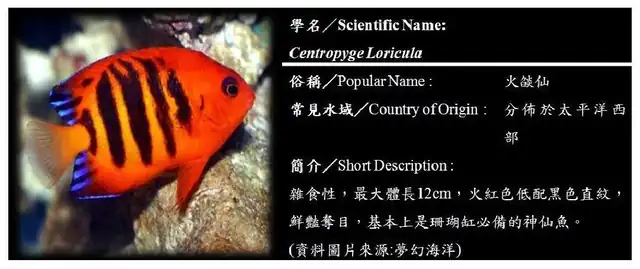 學名／Scientific Name:
Centropyge Loricula
俗稱／Popular Name : 火燄仙
常見水域／Country of Origin : 分佈於太平洋西
部
簡介／Short Description :
雜食性，最大體長12cm，火紅色低配黑色直紋，
鮮豔奪目，基本上是珊瑚缸必備的神仙魚。
(資料圖片來源:夢幻海洋)